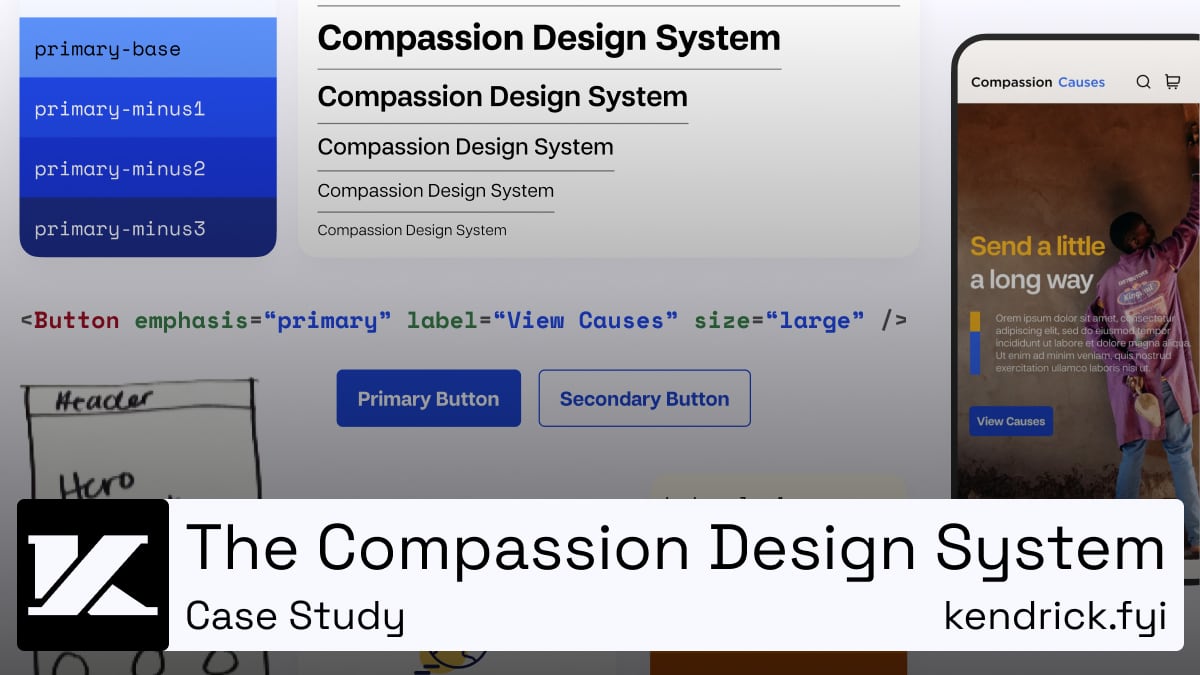 primary-base
primary-minus1
primary-minus2
primary-minus3
Compassion Design System
Compassion Design System
Compassion Design System
Compassion Design System
Compassion Design System
<Button emphasis=“primary” label=“View Causes” size=“large” />
Primary Button
Secondary Button
Header
Hero
Compassion Causes
Send a little
a long way
Orem ipsum dolor sit amet, consectetur
adipiscing elit, sed do eiusmod tempor
incididunt ut labore et dolore magna aliqua.
Ut enim ad minim veniam, quis nostrud
exercitation ullamco laboris nisi ut.
View Causes
The Compassion Design System
Case Study
kendrick.fyi